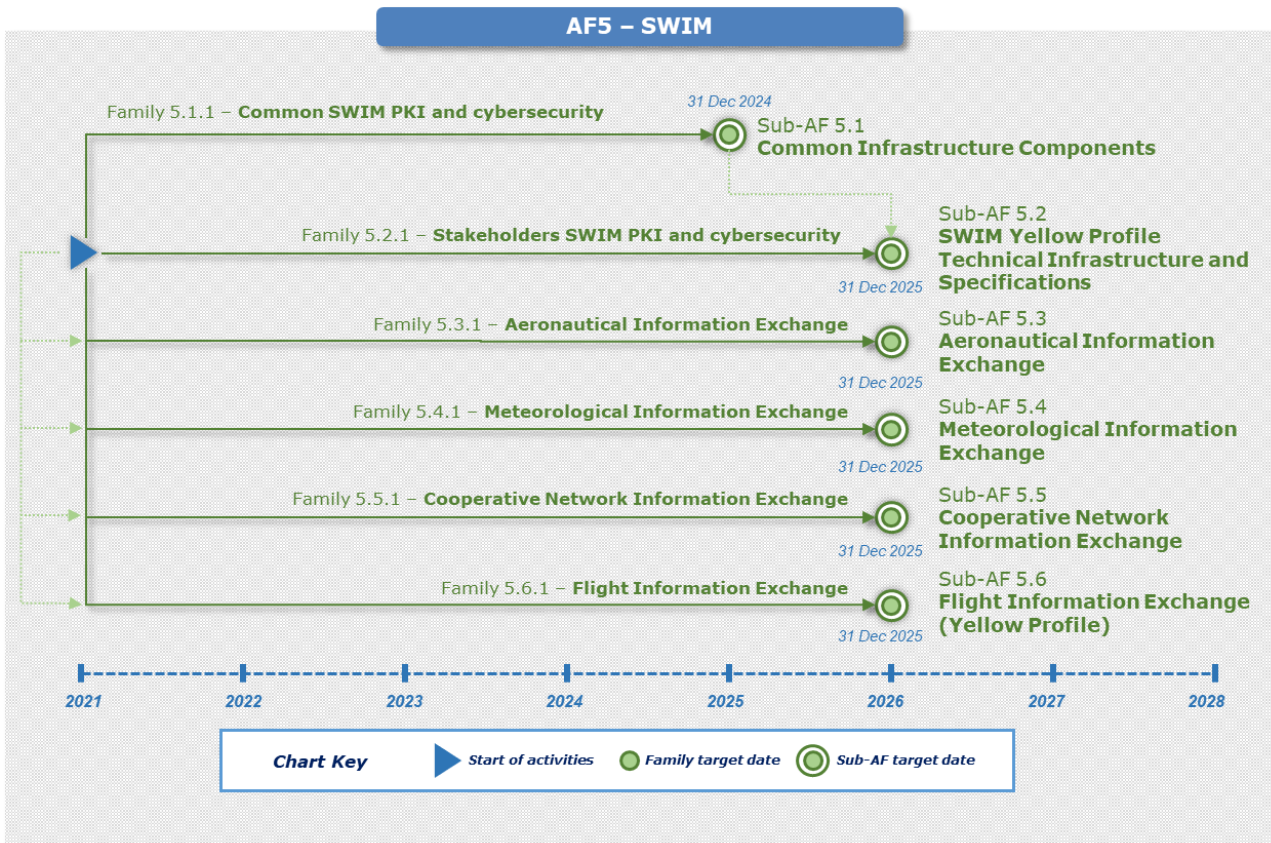 AF5 – SWIM
Family 5.1.1 – Common SWIM PKI and cybersecurity
31 Dec 2024
Sub-AF 5.1
Common Infrastructure Components
Family 5.2.1 – Stakeholders SWIM PKI and cybersecurity
31 Dec 2025
Sub-AF 5.2
SWIM Yellow Profile
Technical Infrastructure and
Specifications
Family 5.3.1 – Aeronautical Information Exchange
31 Dec 2025
Sub-AF 5.3
Aeronautical Information
Exchange
Family 5.4.1 – Meteorological Information Exchange
31 Dec 2025
Sub-AF 5.4
Meteorological Information
Exchange
Family 5.5.1 – Cooperative Network Information Exchange
31 Dec 2025
Sub-AF 5.5
Cooperative Network
Information Exchange
Family 5.6.1 – Flight Information Exchange
31 Dec 2025
Sub-AF 5.6
Flight Information Exchange
(Yellow Profile)
2021 2022 2023 2024 2025 2026 2027 2028
Chart Key Start of activities Family target date Sub-AF target date